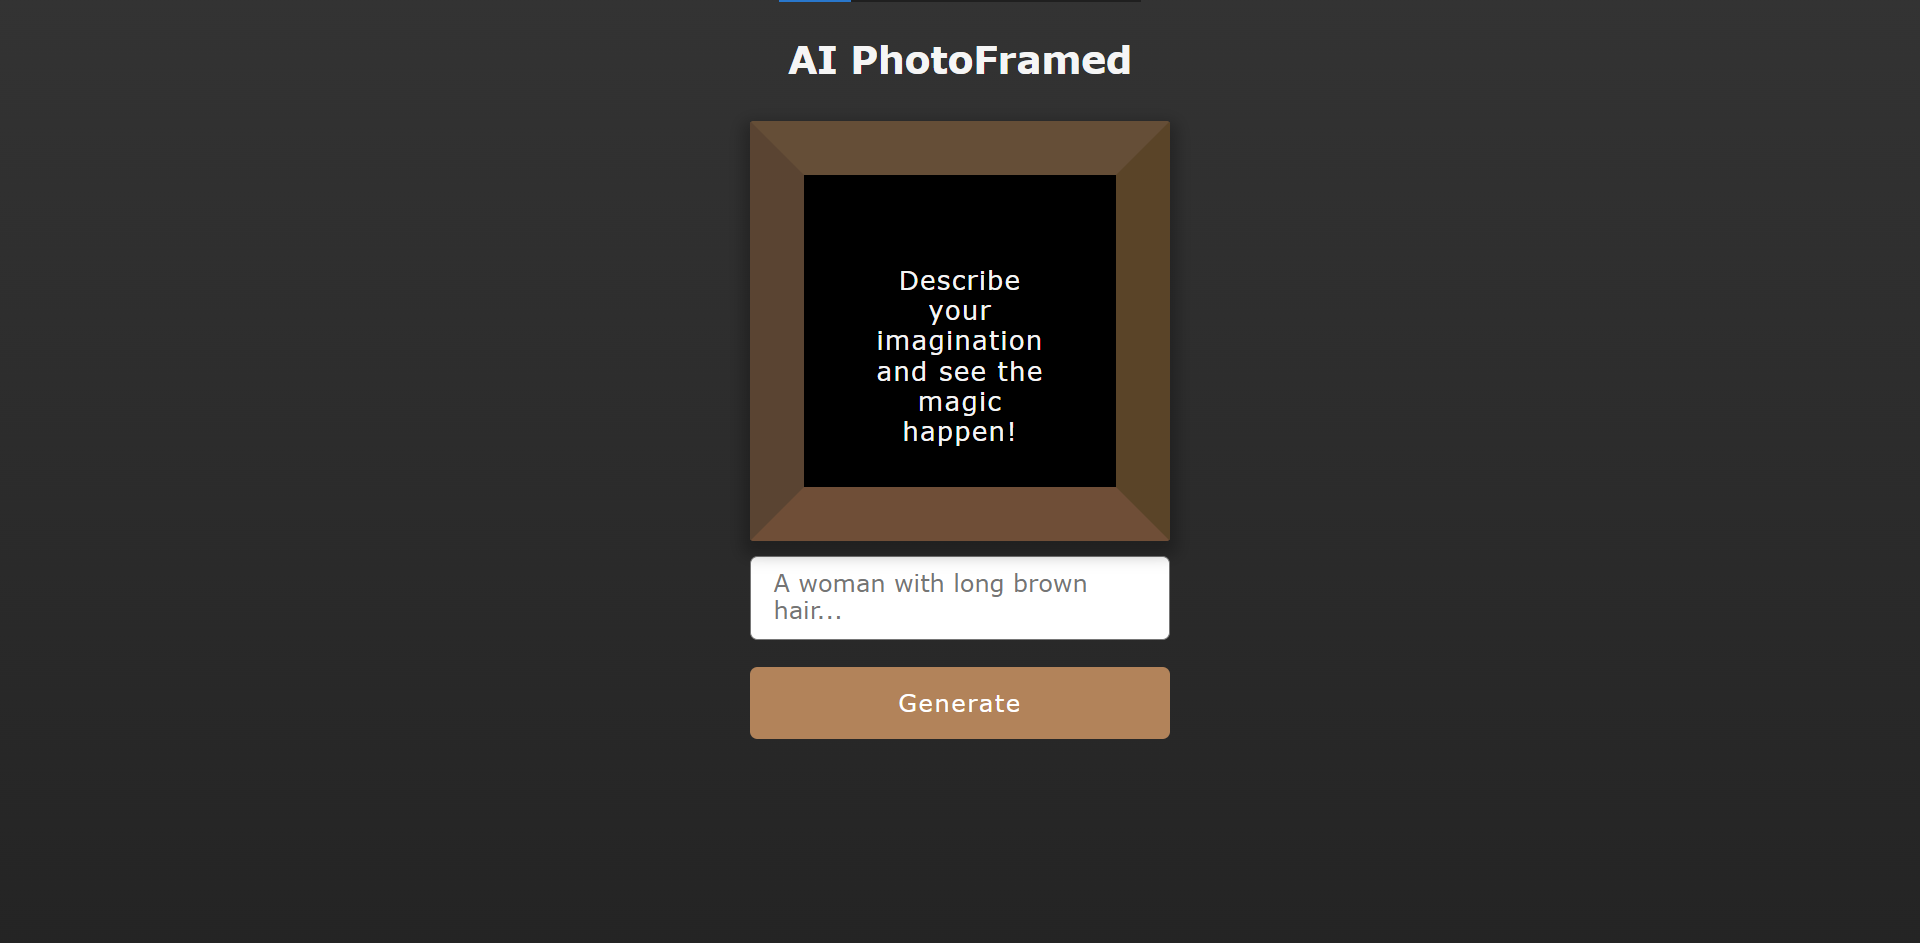 AI PhotoFramed
Describe
your
imagination
and see the
magic
happen!
A woman with long brown
hair...
Generate